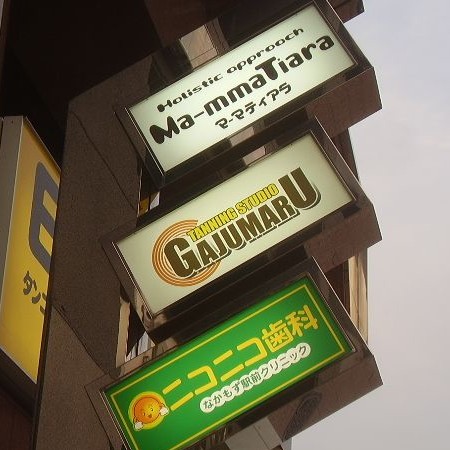 Holistic approach
Ma-mmaTiara
マーマティアラ
TANNING STUDIO
GAJUMARU
ニコニコ歯科
なかもず駅前クリニック